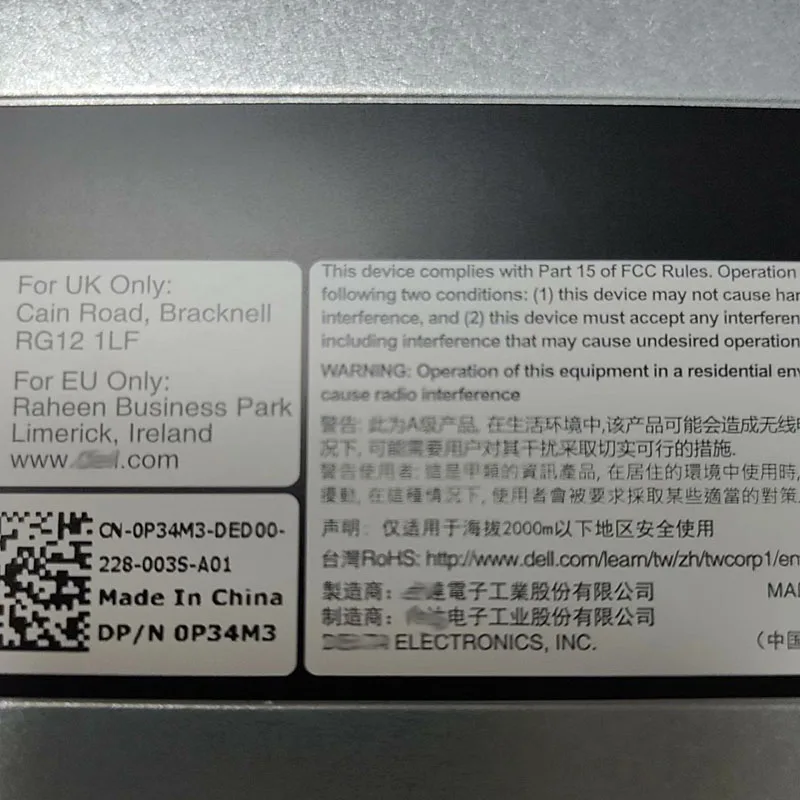 For UK Only:
Cain Road, Bracknell
RG12 1LF
For EU Only:
Raheen Business Park
Limerick, Ireland
www. .com
CN-0P34M3-DED00-
228-003S-A01
Made In China
DP/N 0P34M3
This device complies with Part 15 of FCC Rules. Operation
following two conditions: (1) this device may not cause har
interference, and (2) this device must accept any interferen
including interference that may cause undesired operation
WARNING: Operation of this equipment in a residential env
cause radio interference
警告: 此为A级产品, 在生活环境中,该产品可能会造成无线电
况下, 可能需要用户对其干扰采取切实可行的措施.
警告使用者: 這是甲類的資訊產品, 在居住的環境中使用時,
擾動, 在這種情況下, 使用者會被要求採取某些適當的對策
声明: 仅适用于海拔2000m以下地区安全使用
台灣RoHS: http://www.dell.com/learn/tw/zh/twcorp1/en
製造商: 達電子工業股份有限公司
制造商: 电子工业股份有限公司
ELECTRONICS, INC.
MA
(中国